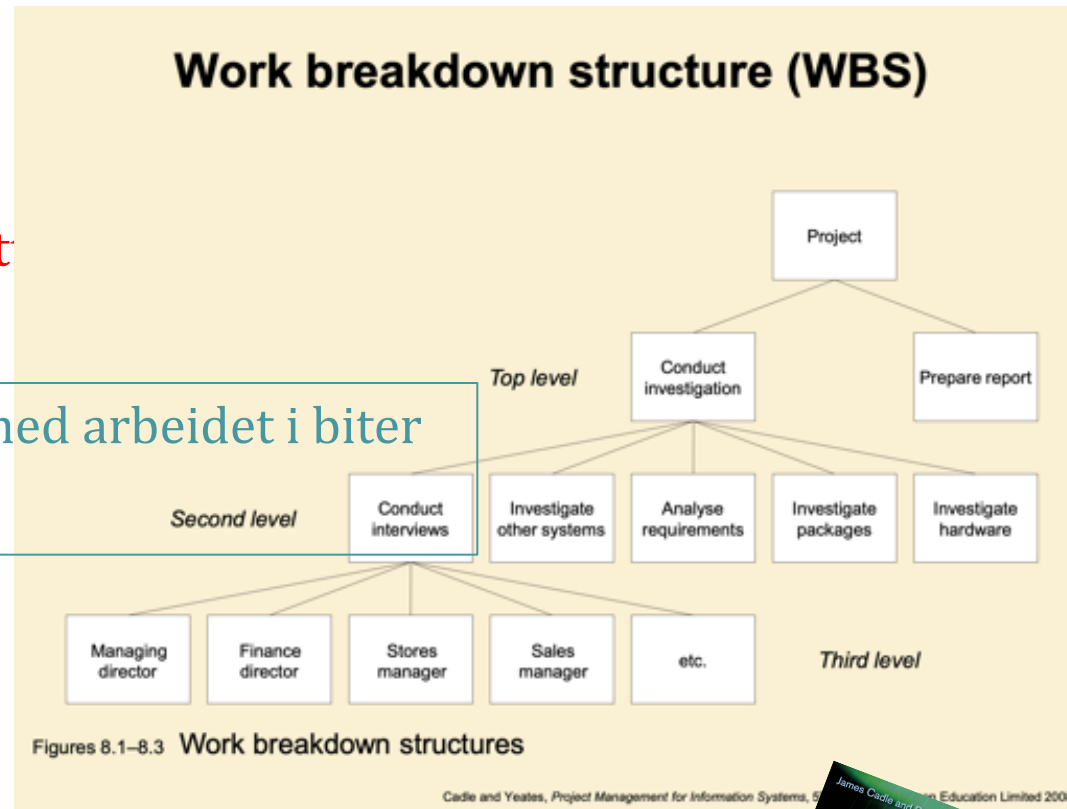 Work breakdown structure (WBS)
Project
Top level
Conduct
investigation
Prepare report
ned arbeidet i biter
Second level
Conduct
interviews
Investigate
other systems
Analyse
requirements
Investigate
packages
Investigate
hardware
Managing
director
Finance
director
Stores
manager
Sales
manager
etc.
Third level
Figures 8.1–8.3 Work breakdown structures
Cadle and Yeates, Project Management for Information Systems, 5
Education Limited 200
James Cadle and